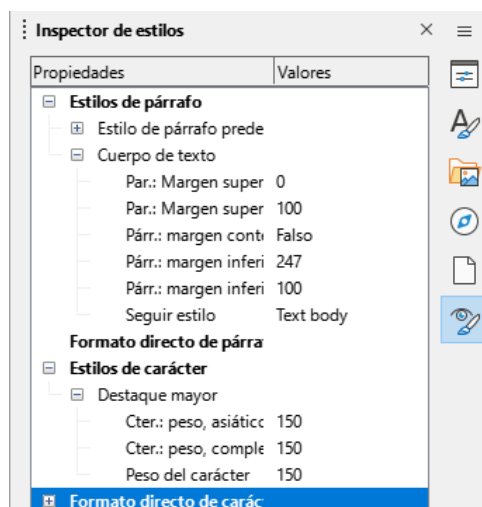 Inspector de estilos
Propiedades Valores
Estilos de párrafo
Estilo de párrafo prede
Cuerpo de texto
Par.: Margen super 0
Par.: Margen super 100
Párr.: margen conte Falso
Párr.: margen inferi 247
Párr.: margen inferi 100
Seguir estilo Text body
Formato directo de párra
Estilos de carácter
Destaque mayor
Cter.: peso, asiático 150
Cter.: peso, comple 150
Peso del carácter 150
Formato directo de carác